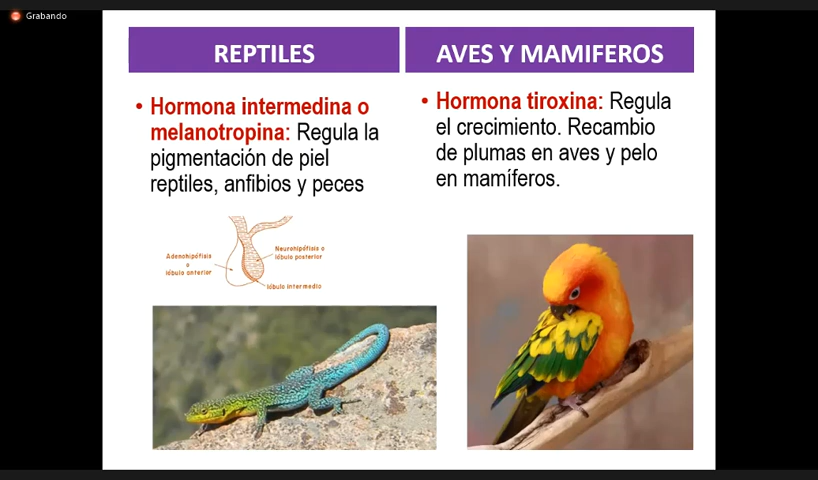 Grabando
REPTILES
• Hormona intermedina o
melanotropina: Regula la
pigmentación de piel
reptiles, anfibios y peces
Adenohipófisis
o
lóbulo anterior
Neurohipófisis o
lóbulo posterior
lóbulo intermedio
AVES Y MAMIFEROS
• Hormona tiroxina: Regula
el crecimiento. Recambio
de plumas en aves y pelo
en mamíferos.